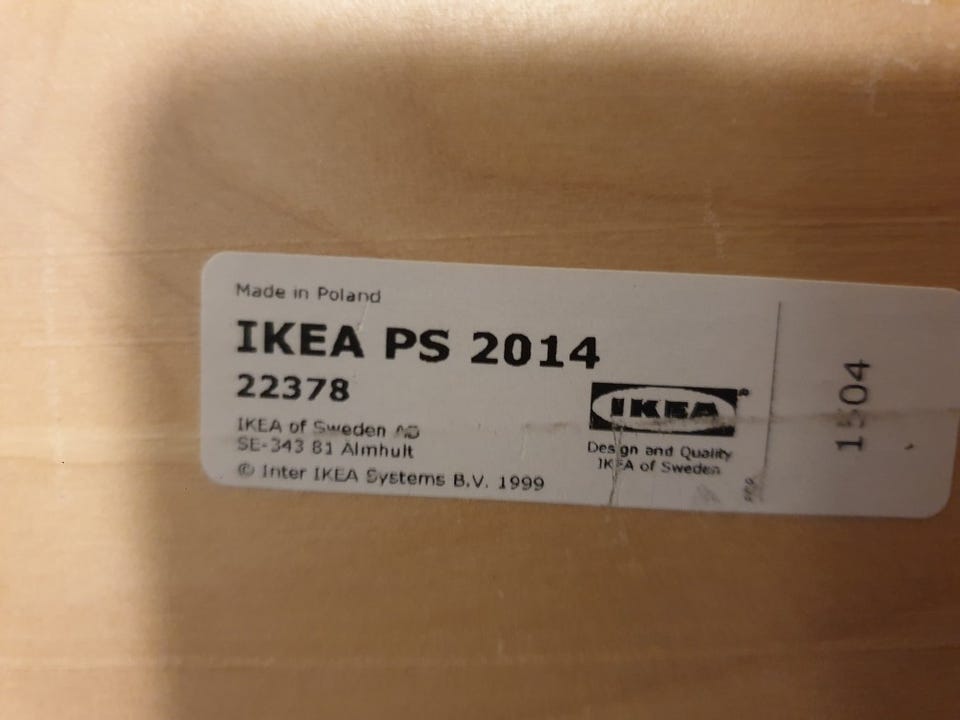 Made in Poland
IKEA PS 2014
22378
IKEA of Sweden AB
SE-343 81 Älmhult
© Inter IKEA Systems B.V. 1999
IKEA®
Design and Quality
IKEA of Sweden
1504